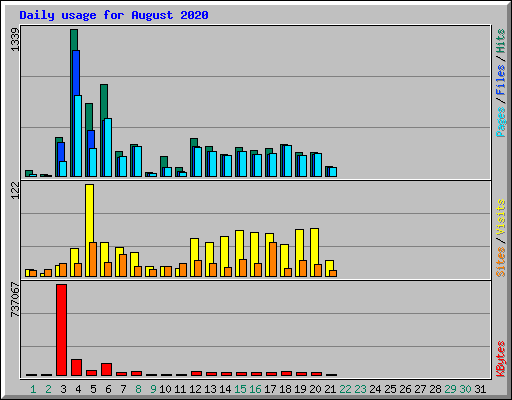 Daily usage for August 2020
1339
Pages/Files/Hits
122
Sites/Visits
737067
KBytes
1 2 3 4 5 6 7 8 9 10 11 12 13 14 15 16 17 18 19 20 21 22 23 24 25 26 27 28 29 30 31